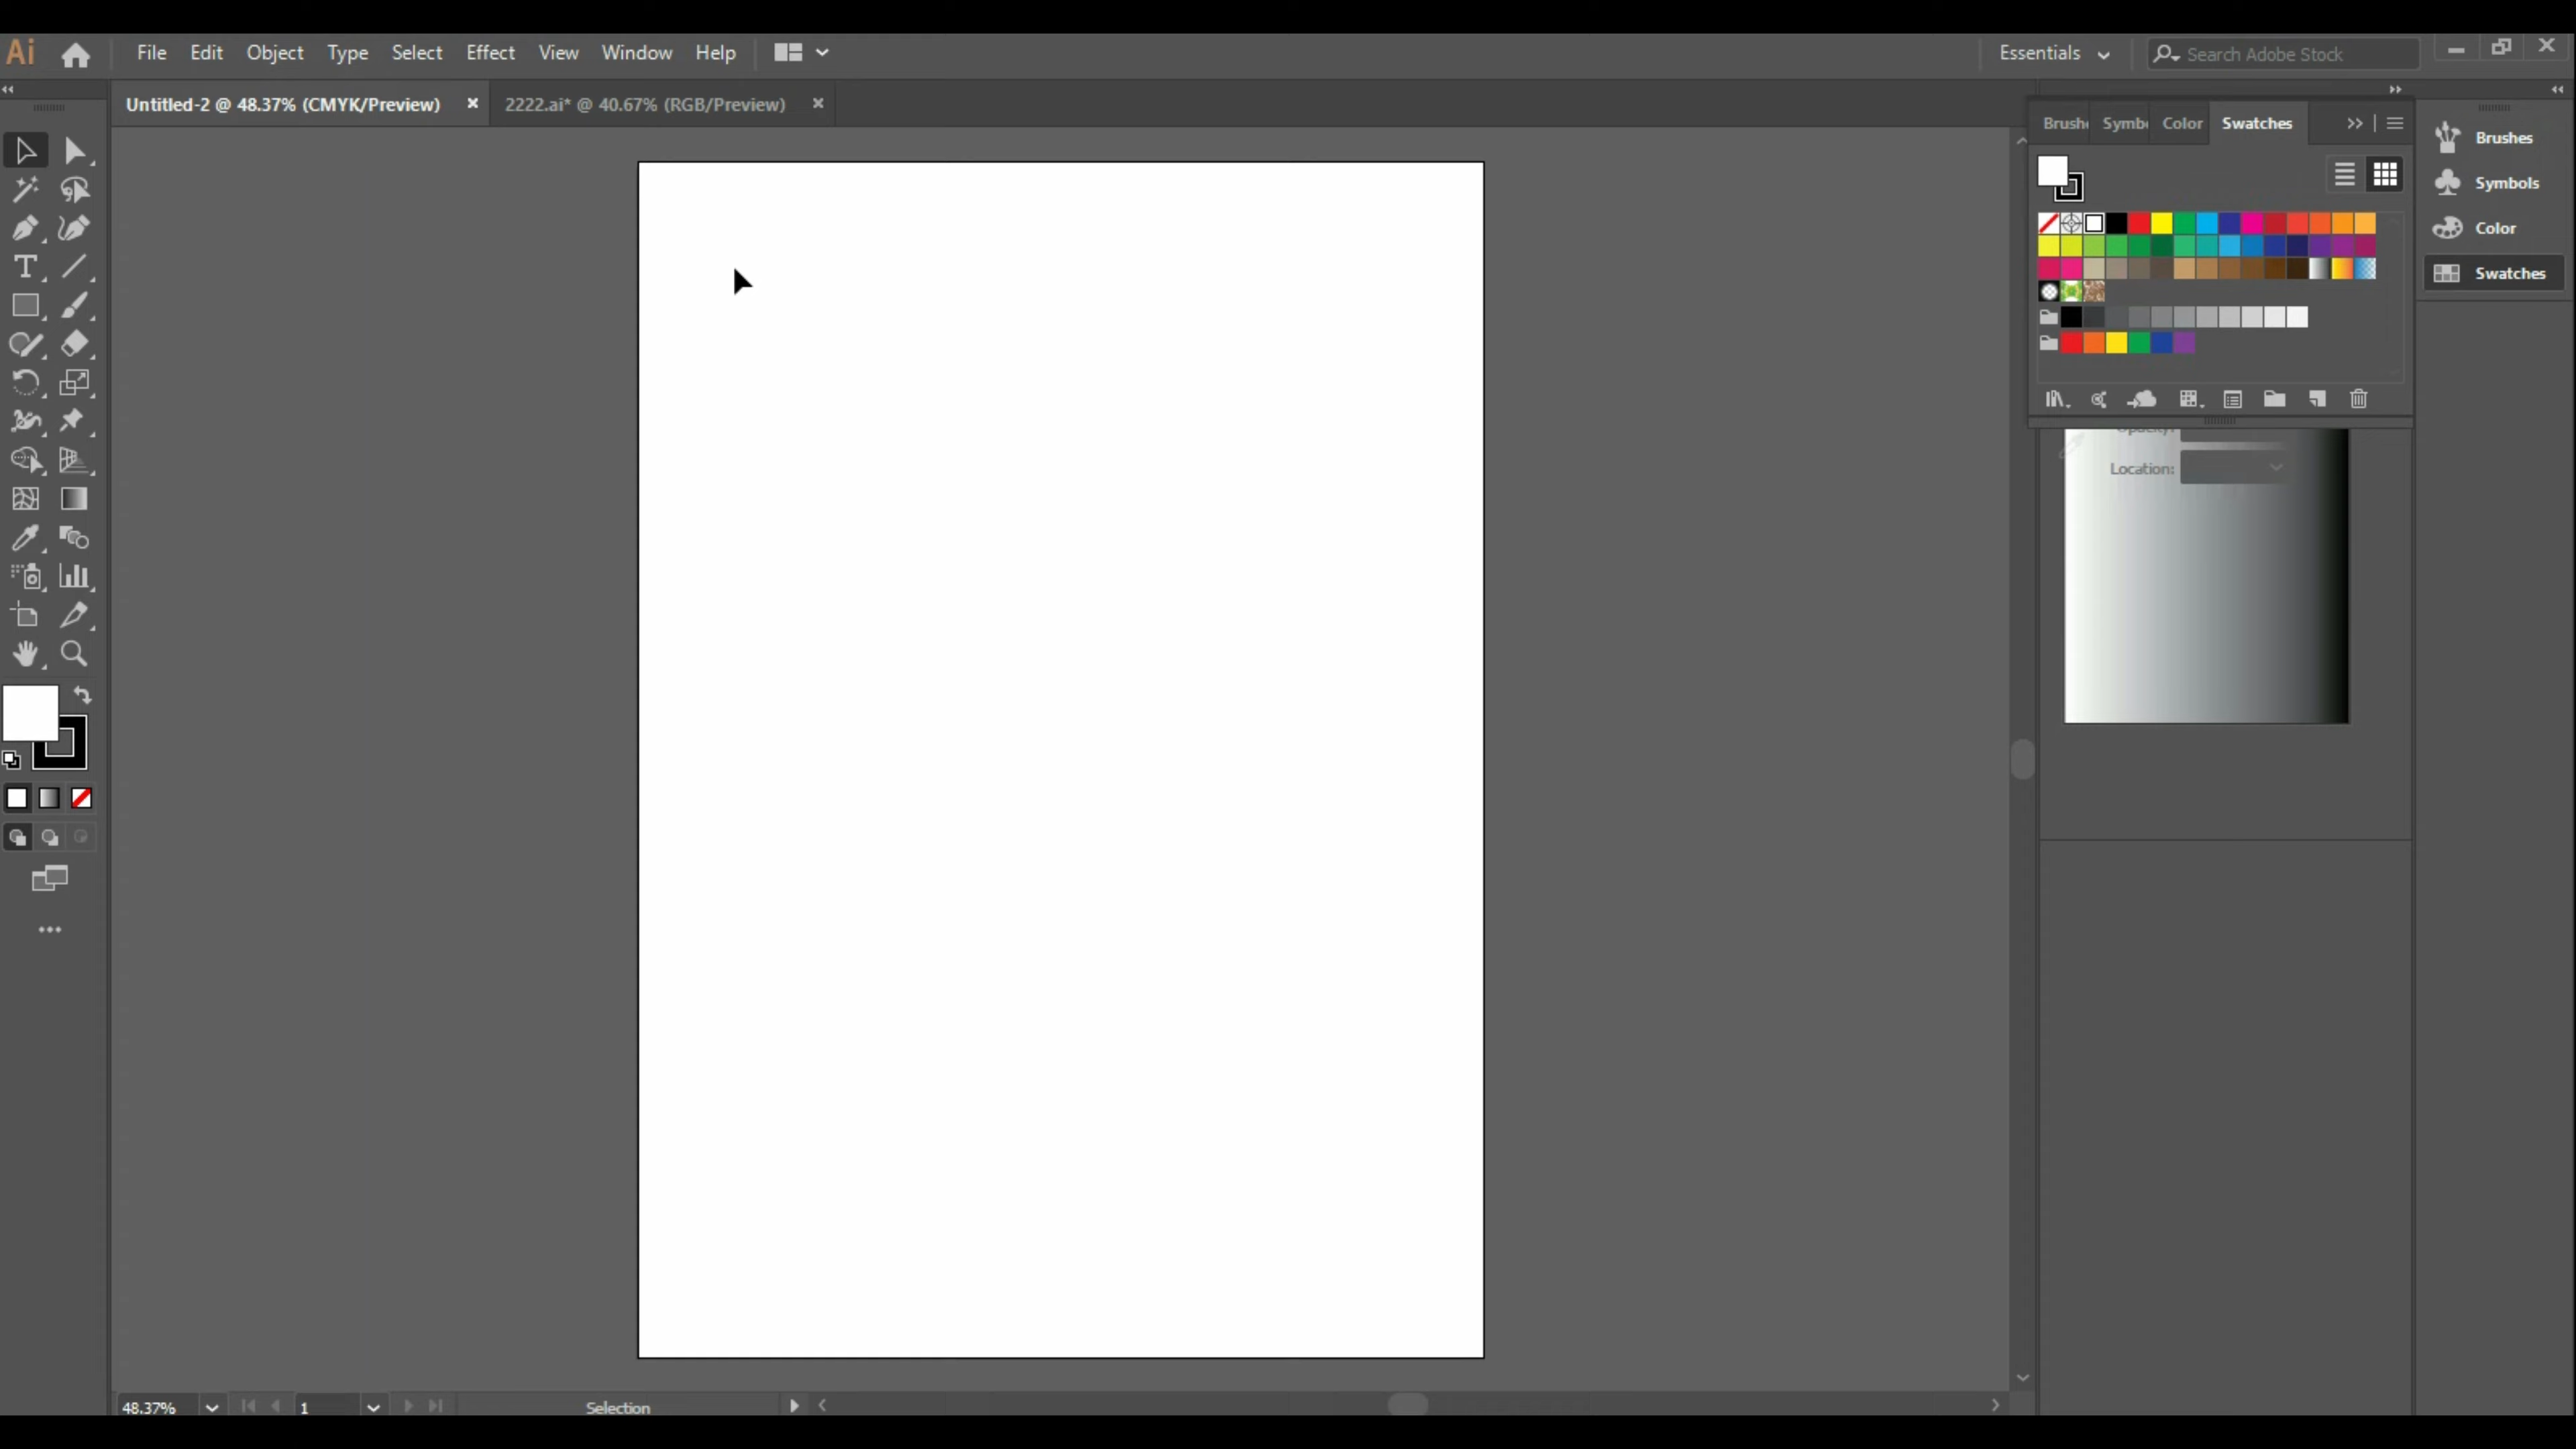 Ai File Edit Object Type Select Effect View Window Help Essentials Search Adobe Stock
Untitled-2 @ 48.37% (CMYK/Preview) × 2222.ai* @ 40.67% (RGB/Preview) ×
Brushe Symbo Color Swatches
Brushes
Symbols
Color
Swatches
Opacity:
Location:
48.37% 1 Selection